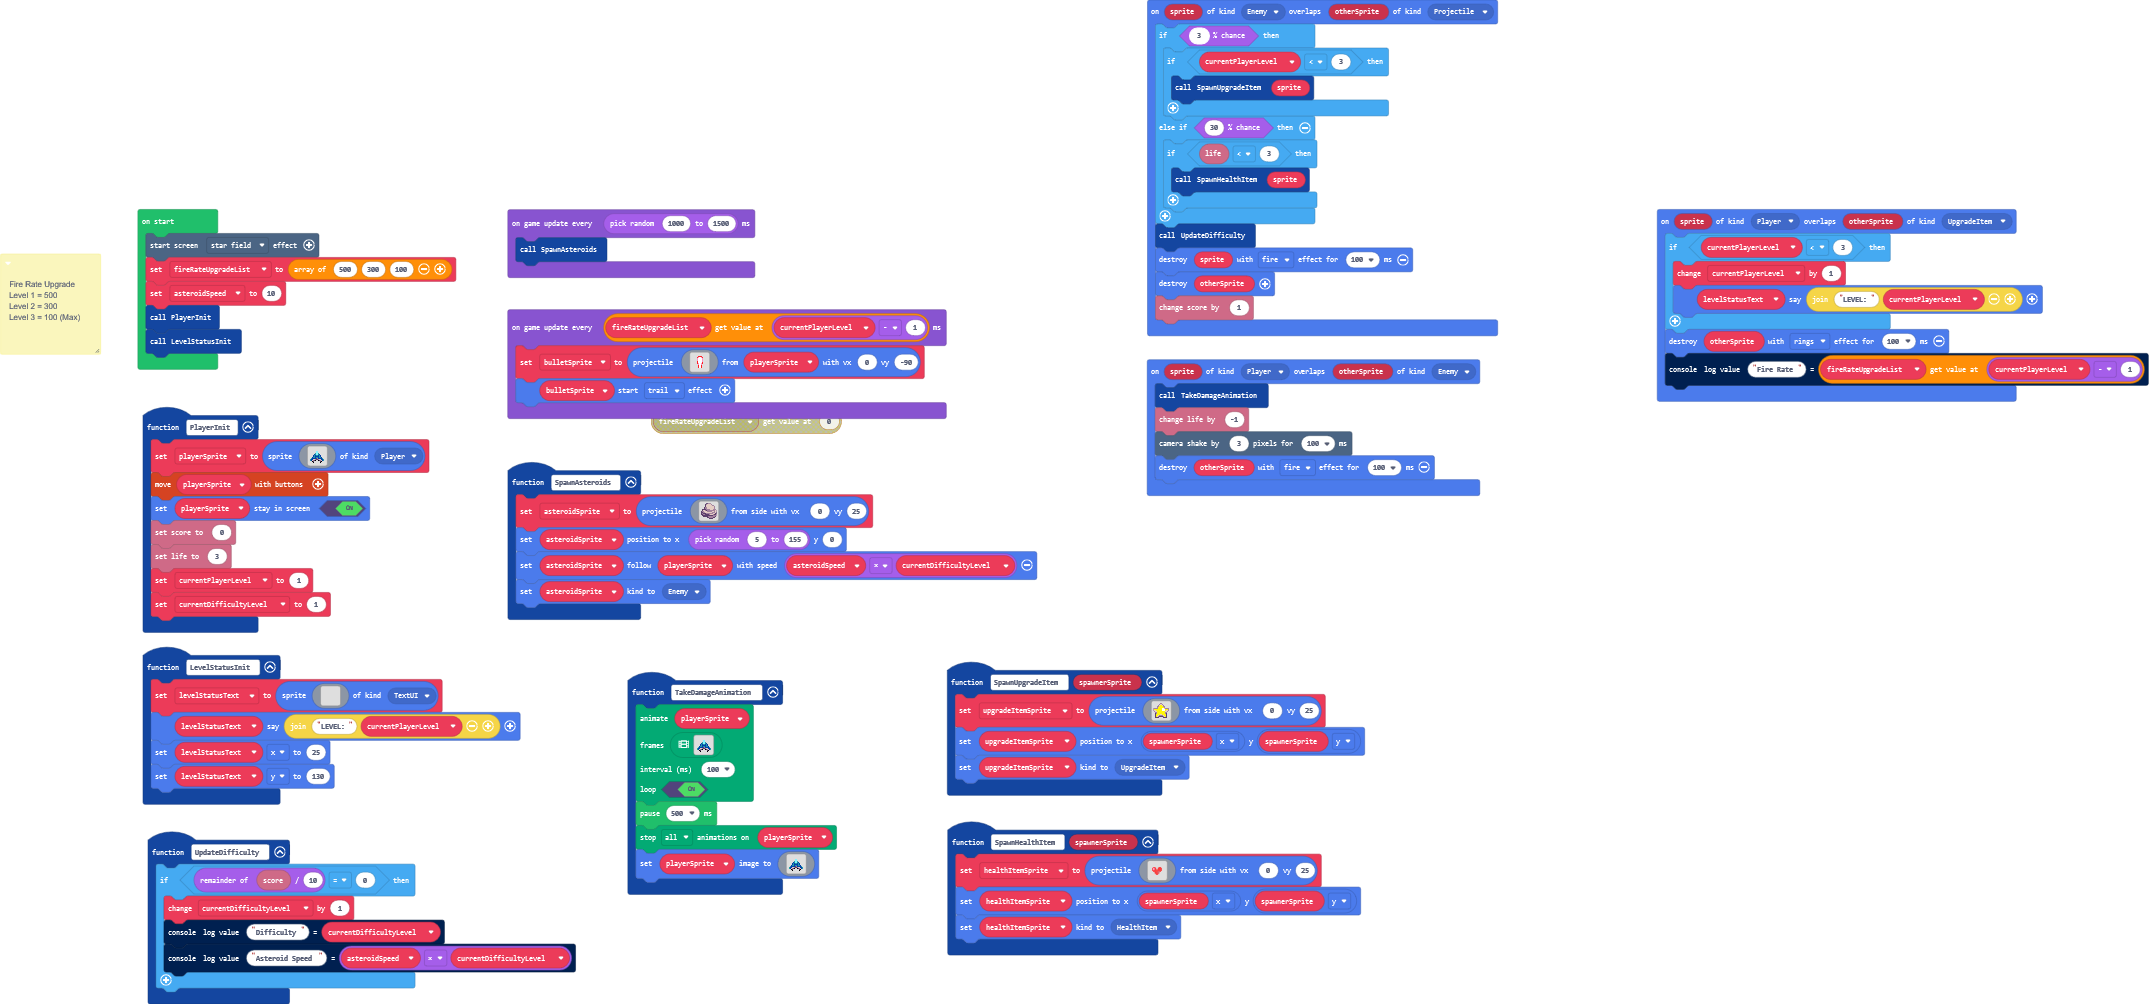 Fire Rate Upgrade
Level 1 = 500
Level 2 = 300
Level 3 = 100 (Max)
on start
start screen star field effect
set fireRateUpgradeList to array of 500 300 100
set asteroidSpeed to 10
call PlayerInit
call LevelStatusInit
function PlayerInit
set playerSprite to sprite of kind Player
move playerSprite with buttons
set playerSprite stay in screen ON
set score to 0
set life to 3
set currentPlayerLevel to 1
set currentDifficultyLevel to 1
function LevelStatusInit
set levelStatusText to sprite of kind TextUI
levelStatusText say join "LEVEL: " currentPlayerLevel
set levelStatusText x to 25
set levelStatusText y to 130
function UpdateDifficulty
if remainder of score / 10 = 0 then
change currentDifficultyLevel by 1
console log value "Difficulty" = currentDifficultyLevel
console log value "Asteroid Speed" = asteroidSpeed × currentDifficultyLevel
on game update every pick random 1000 to 1500 ms
call SpawnAsteroids
on game update every fireRateUpgradeList get value at currentPlayerLevel - 1 ms
set bulletSprite to projectile from playerSprite with vx 0 vy -90
bulletSprite start trail effect
fireRateUpgradeList get value at 0
function SpawnAsteroids
set asteroidSprite to projectile from side with vx 0 vy 25
set asteroidSprite position to x pick random 5 to 155 y 0
set asteroidSprite follow playerSprite with speed asteroidSpeed × currentDifficultyLevel
set asteroidSprite kind to Enemy
function TakeDamageAnimation
animate playerSprite
frames
interval (ms) 100
loop ON
pause 500 ms
stop all animations on playerSprite
set playerSprite image to
on sprite of kind Enemy overlaps otherSprite of kind Projectile
if 3 % chance then
if currentPlayerLevel < 3 then
call SpawnUpgradeItem sprite
else if 30 % chance then
if life < 3 then
call SpawnHealthItem sprite
call UpdateDifficulty
destroy sprite with fire effect for 100 ms
destroy otherSprite
change score by 1
on sprite of kind Player overlaps otherSprite of kind Enemy
call TakeDamageAnimation
change life by -1
camera shake by 3 pixels for 100 ms
destroy otherSprite with fire effect for 100 ms
function SpawnUpgradeItem spawnerSprite
set upgradeItemSprite to projectile from side with vx 0 vy 25
set upgradeItemSprite position to x spawnerSprite x y spawnerSprite y
set upgradeItemSprite kind to UpgradeItem
function SpawnHealthItem spawnerSprite
set healthItemSprite to projectile from side with vx 0 vy 25
set healthItemSprite position to x spawnerSprite x y spawnerSprite y
set healthItemSprite kind to HealthItem
on sprite of kind Player overlaps otherSprite of kind UpgradeItem
if currentPlayerLevel < 3 then
change currentPlayerLevel by 1
levelStatusText say join "LEVEL: " currentPlayerLevel
destroy otherSprite with rings effect for 100 ms
console log value "Fire Rate" = fireRateUpgradeList get value at currentPlayerLevel - 1